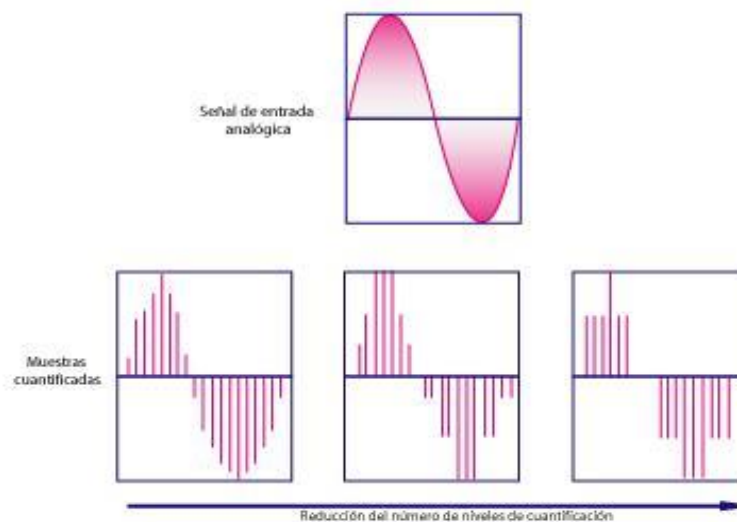 Señal de entrada
analógica
Muestras
cuantificadas
Reducción del número de niveles de cuantificación